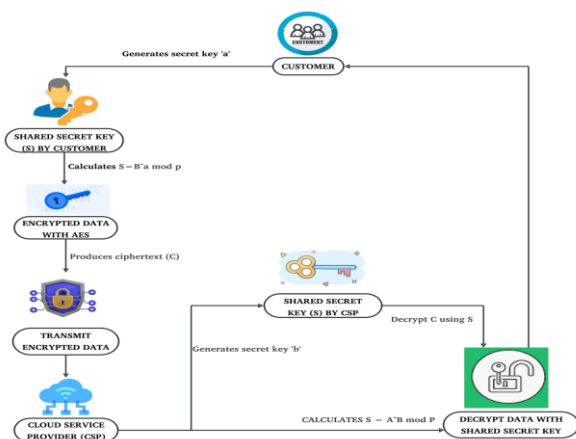 CUSTOMERS
Generates secret key 'a'
CUSTOMER
SHARED SECRET KEY
(S) BY CUSTOMER
Calculates S = B^a mod p
ENCRYPTED DATA
WITH AES
Produces ciphertext (C)
SHARED SECRET
KEY (S) BY CSP
Decrypt C using S
TRANSMIT
ENCRYPTED DATA
Generates secret key 'b'
CLOUD SERVICE
PROVIDER (CSP)
CALCULATES S = A^B mod P
DECRYPT DATA WITH
SHARED SECRET KEY